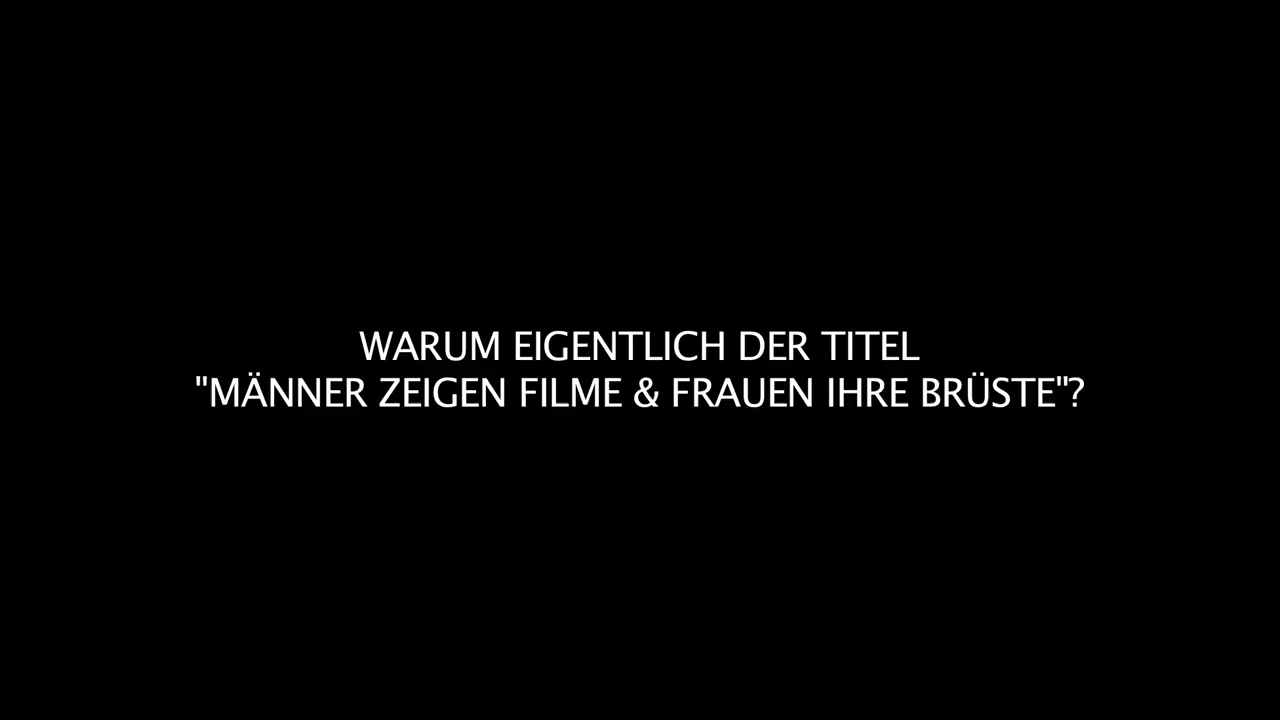 WARUM EIGENTLICH DER TITEL
"MÄNNER ZEIGEN FILME & FRAUEN IHRE BRÜSTE"?